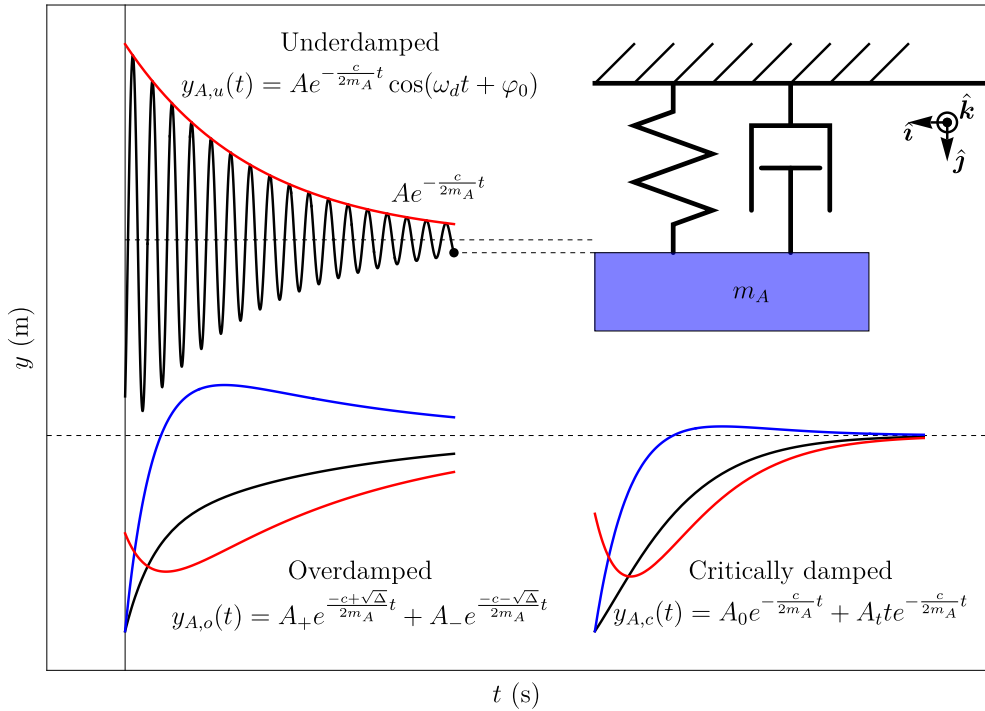 Underdamped
$y_{A,u}(t) = Ae^{-\frac{c}{2m_A}t}\cos(\omega_d t + \varphi_0)$
$\hat{k}$
$\hat{\imath}$
$\hat{\jmath}$
$Ae^{-\frac{c}{2m_A}t}$
$m_A$
$y$ (m)
Overdamped
$y_{A,o}(t) = A_+e^{\frac{-c+\sqrt{\Delta}}{2m_A}t} + A_-e^{\frac{-c-\sqrt{\Delta}}{2m_A}t}$
Critically damped
$y_{A,c}(t) = A_0e^{-\frac{c}{2m_A}t} + A_t te^{-\frac{c}{2m_A}t}$
$t$ (s)